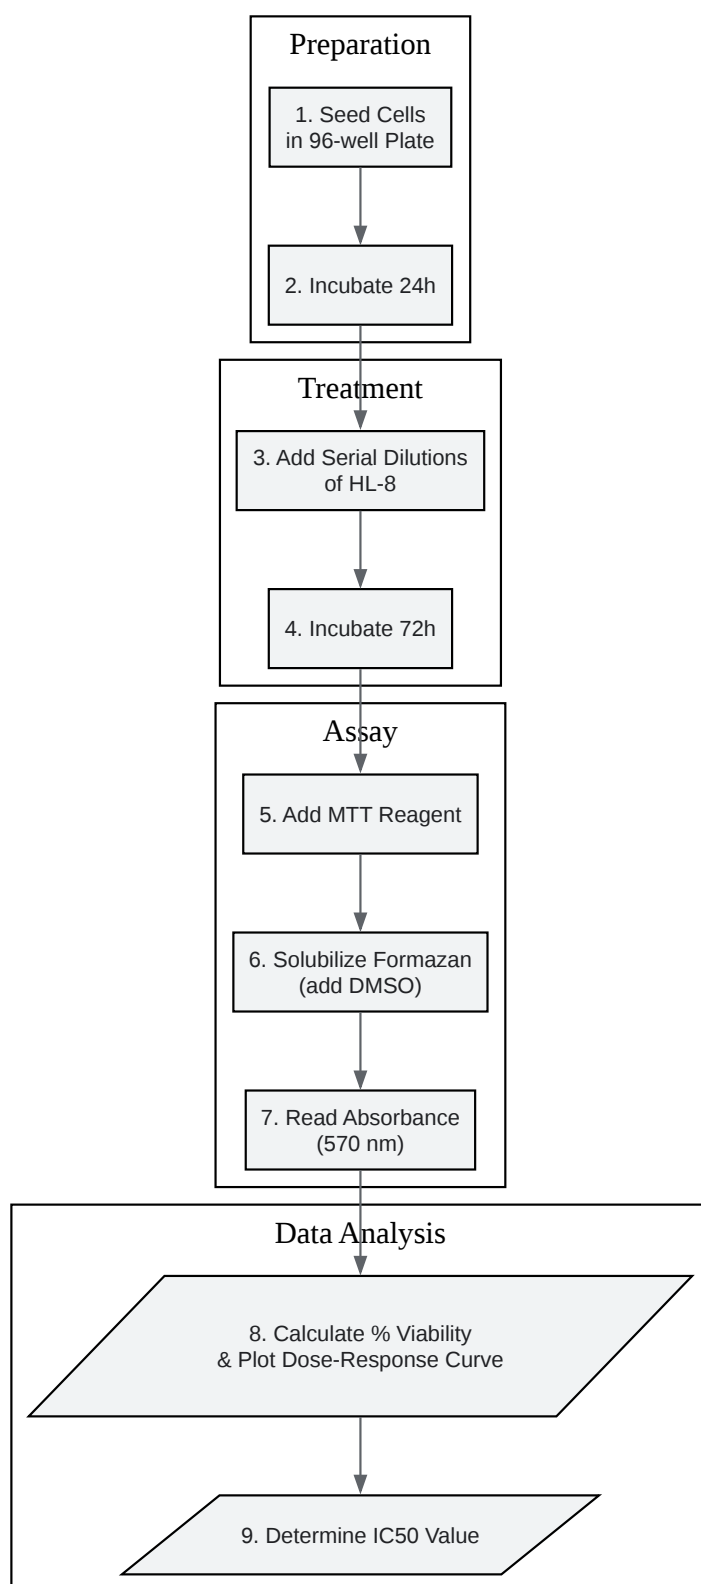 Preparation
1. Seed Cells
in 96-well Plate
2. Incubate 24h
Treatment
3. Add Serial Dilutions
of HL-8
4. Incubate 72h
Assay
5. Add MTT Reagent
6. Solubilize Formazan
(add DMSO)
7. Read Absorbance
(570 nm)
Data Analysis
8. Calculate % Viability
& Plot Dose-Response Curve
9. Determine IC50 Value